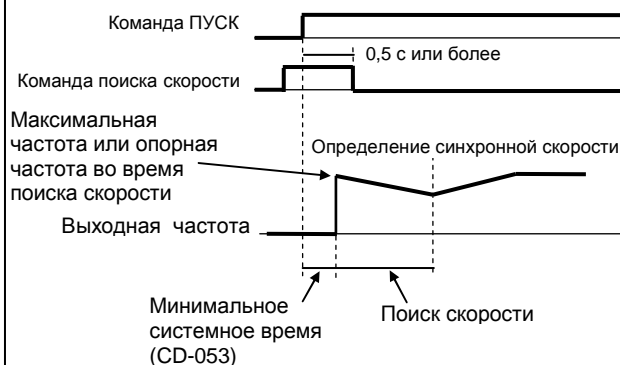 Команда ПУСК
0,5 с или более
Команда поиска скорости
Максимальная
частота или опорная
частота во время
поиска скорости
Определение синхронной скорости
Выходная частота
Минимальное
системное время
(CD-053)
Поиск скорости